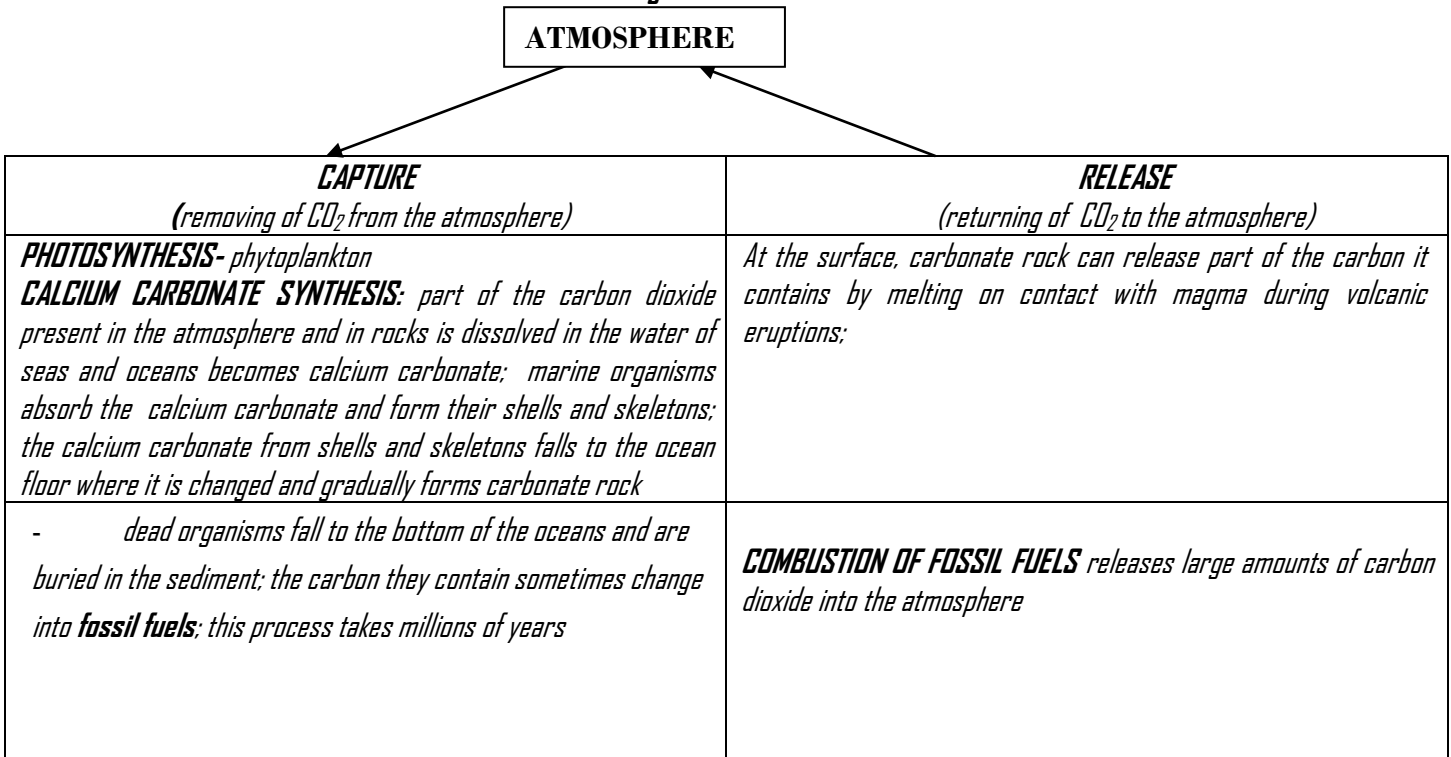 ATMOSPHERE
CAPTURE
(removing of CO₂ from the atmosphere)
RELEASE
(returning of CO₂ to the atmosphere)
PHOTOSYNTHESIS- phytoplankton
CALCIUM CARBONATE SYNTHESIS: part of the carbon dioxide
present in the atmosphere and in rocks is dissolved in the water of
seas and oceans becomes calcium carbonate; marine organisms
absorb the calcium carbonate and form their shells and skeletons;
the calcium carbonate from shells and skeletons falls to the ocean
floor where it is changed and gradually forms carbonate rock
At the surface, carbonate rock can release part of the carbon it
contains by melting on contact with magma during volcanic
eruptions;
- dead organisms fall to the bottom of the oceans and are
buried in the sediment; the carbon they contain sometimes change
into fossil fuels; this process takes millions of years
COMBUSTION OF FOSSIL FUELS releases large amounts of carbon
dioxide into the atmosphere